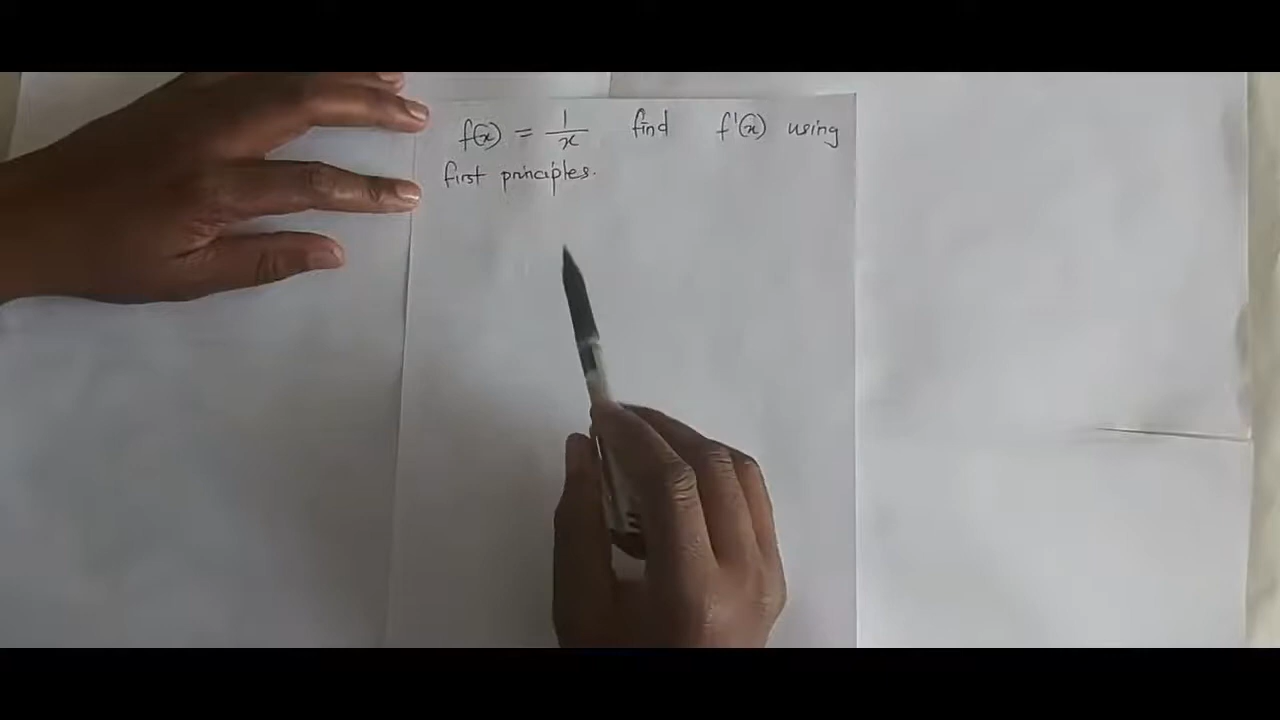 f(x) = 1/x find f'(x) using
first principles.